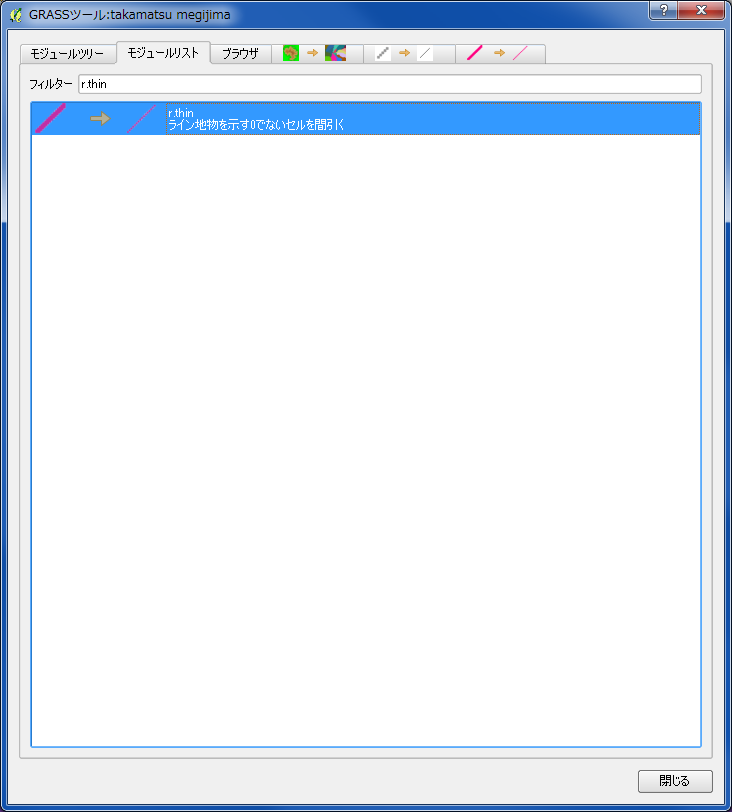 GRASSツール:takamatsu megijima
モジュールツリー
モジュールリスト
ブラウザ
フィルター
r.thin
r.thin
ライン地物を示す0でないセルを間引く
閉じる